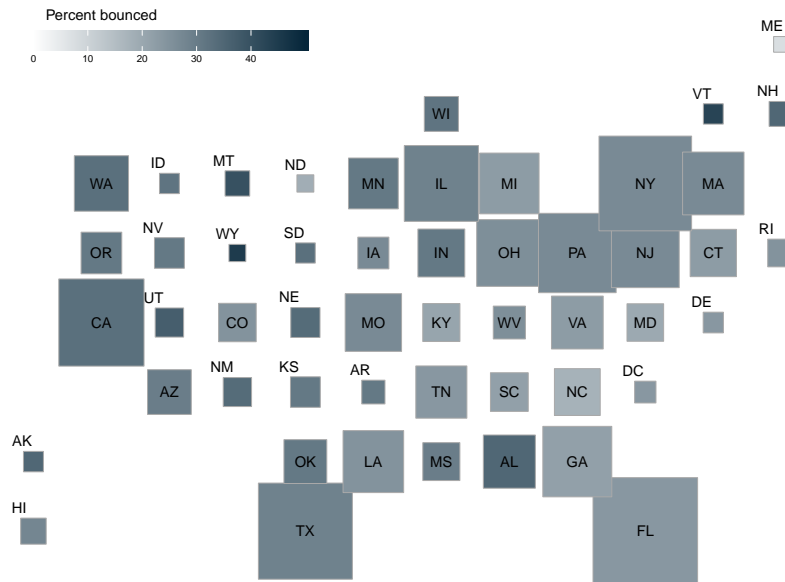 Percent bounced
0 10 20 30 40
ME
WI VT NH
WA ID MT ND MN IL MI NY MA
OR NV WY SD IA IN OH PA NJ CT RI
CA UT CO NE MO KY WV VA MD DE
AZ NM KS AR TN SC NC DC
AK OK LA MS AL GA
HI TX FL